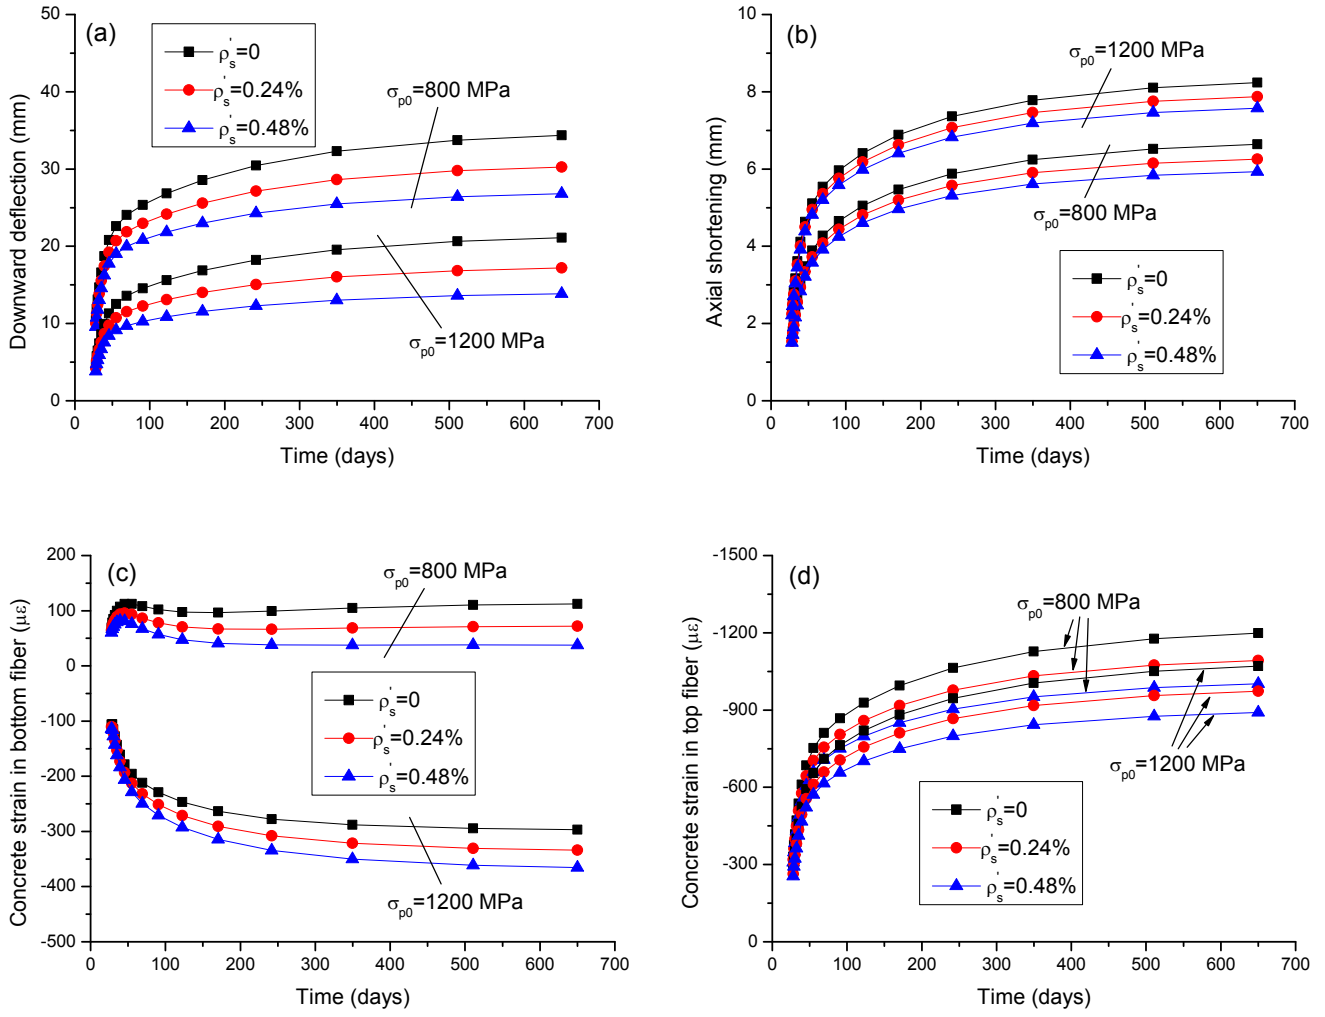 (a)
ρs'=0
ρs'=0.24%
ρs'=0.48%
σp0=800 MPa
σp0=1200 MPa
50
40
30
20
10
0
0 100 200 300 400 500 600 700
Downward deflection (mm)
Time (days)
(b)
σp0=1200 MPa
σp0=800 MPa
ρs'=0
ρs'=0.24%
ρs'=0.48%
10
8
6
4
2
0
0 100 200 300 400 500 600 700
Axial shortening (mm)
Time (days)
(c)
σp0=800 MPa
ρs'=0
ρs'=0.24%
ρs'=0.48%
σp0=1200 MPa
200
100
0
-100
-200
-300
-400
-500
0 100 200 300 400 500 600 700
Concrete strain in bottom fiber (με)
Time (days)
(d)
σp0=800 MPa
σp0=1200 MPa
ρs'=0
ρs'=0.24%
ρs'=0.48%
-1500
-1200
-900
-600
-300
0
0 100 200 300 400 500 600 700
Concrete strain in top fiber (με)
Time (days)